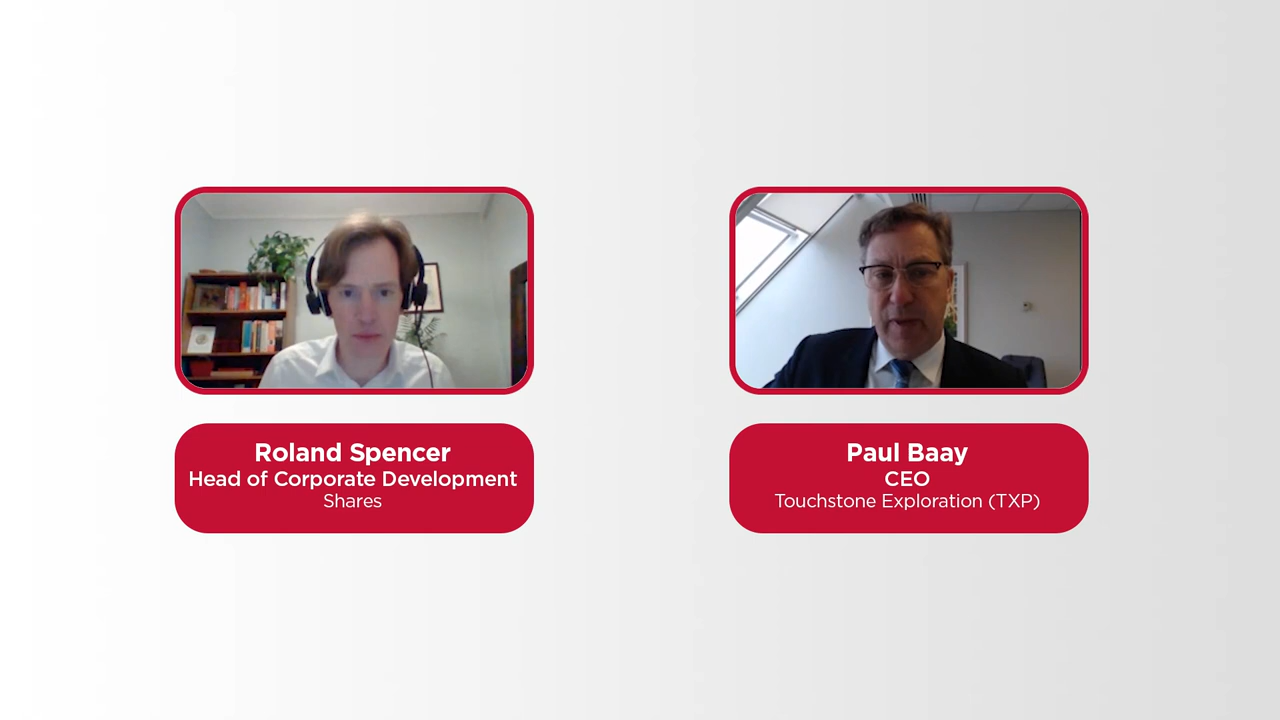 Roland Spencer
Head of Corporate Development
Shares
Paul Baay
CEO
Touchstone Exploration (TXP)